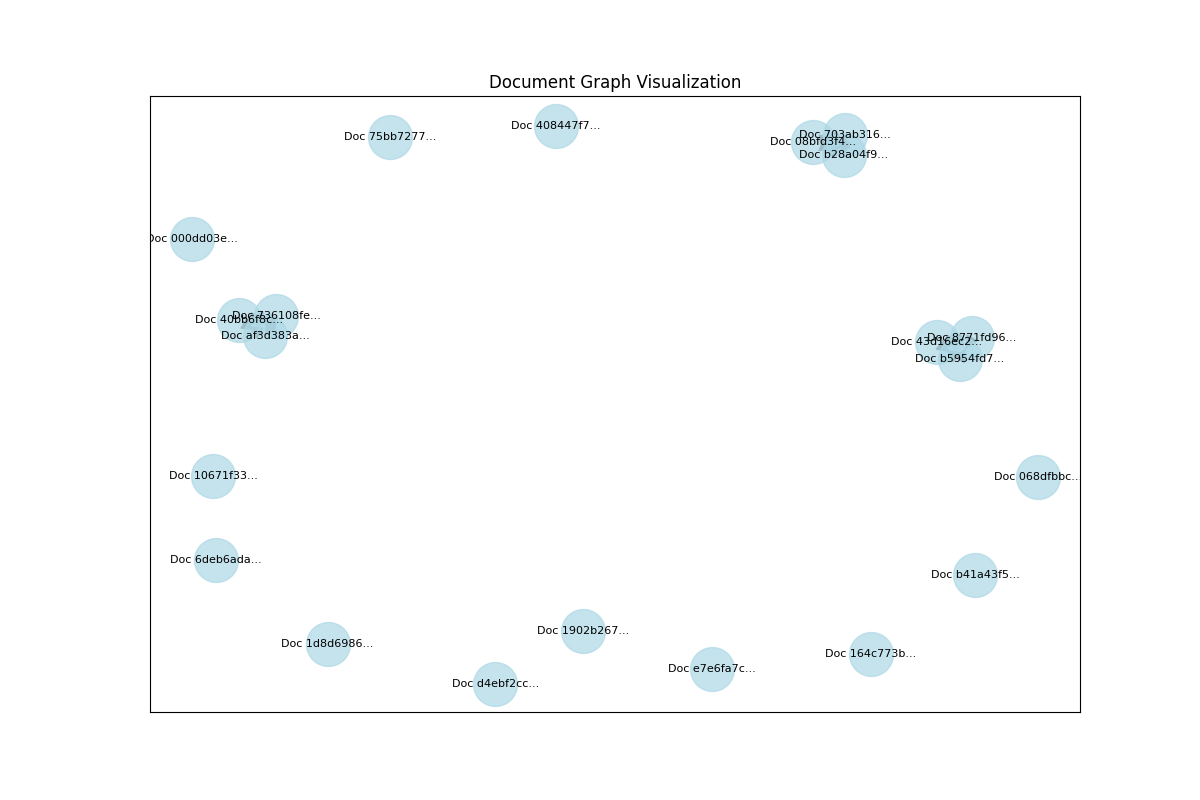 Document Graph Visualization
Doc 408447f7...
Doc 75bb7277...
Doc 703ab316...
Doc 08bfd3f4...
Doc b28a04f9...
Doc 000dd03e...
Doc 736108fe...
Doc 40bb6f8c...
Doc af3d383a...
Doc 8771fd96...
Doc 43d16ec2...
Doc b5954fd7...
Doc 10671f33...
Doc 068dfbbc...
Doc 6deb6ada...
Doc b41a43f5...
Doc 1902b267...
Doc 1d8d6986...
Doc 164c773b...
Doc e7e6fa7c...
Doc d4ebf2cc...